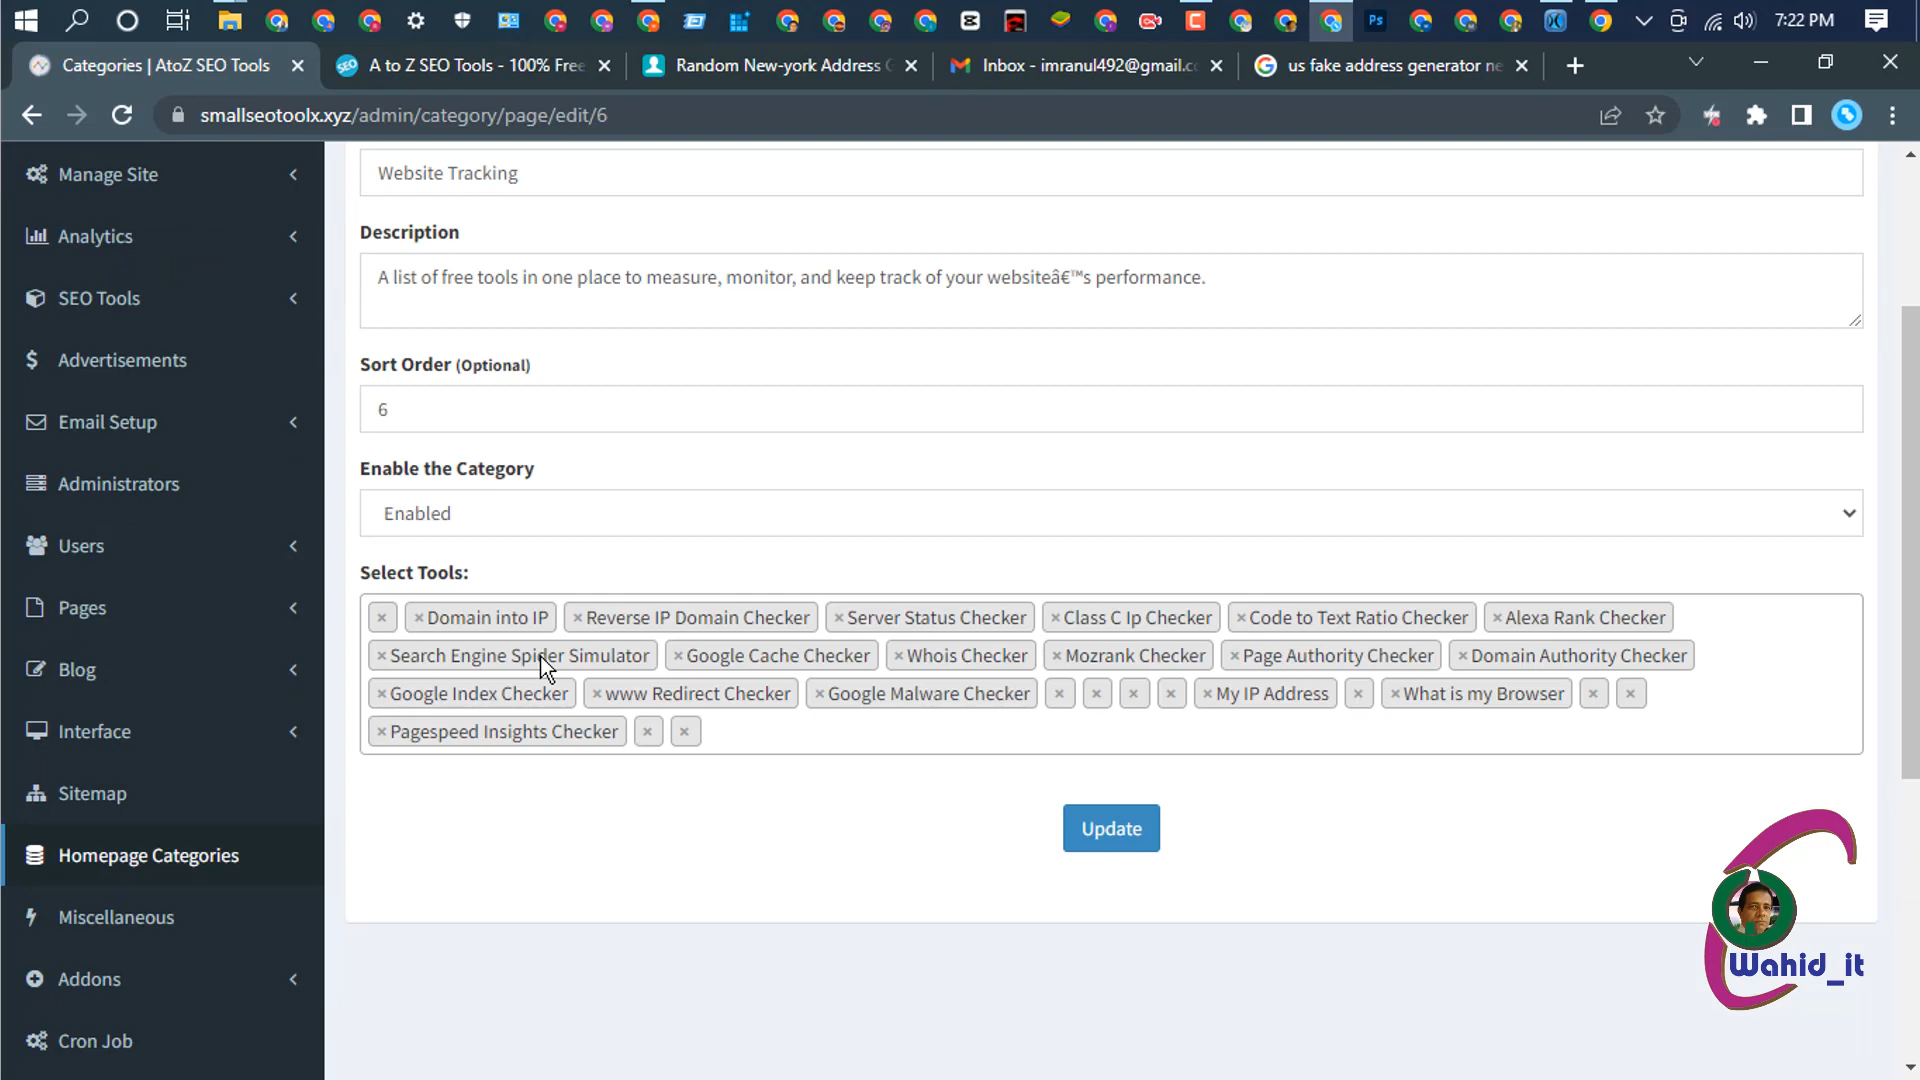 7:22 PM
Categories | AtoZ SEO Tools
A to Z SEO Tools - 100% Free
Random New-york Address G
Inbox - imranul492@gmail.c
us fake address generator ne
smallseotoolx.xyz/admin/category/page/edit/6
Manage Site
Analytics
SEO Tools
Advertisements
Email Setup
Administrators
Users
Pages
Blog
Interface
Sitemap
Homepage Categories
Miscellaneous
Addons
Cron Job
Website Tracking
Description
A list of free tools in one place to measure, monitor, and keep track of your websiteâ€™s performance.
Sort Order (Optional)
6
Enable the Category
Enabled
Select Tools:
× × Domain into IP × Reverse IP Domain Checker × Server Status Checker × Class C Ip Checker × Code to Text Ratio Checker × Alexa Rank Checker
× Search Engine Spider Simulator × Google Cache Checker × Whois Checker × Mozrank Checker × Page Authority Checker × Domain Authority Checker
× Google Index Checker × www Redirect Checker × Google Malware Checker × × × × × My IP Address × × What is my Browser × ×
× Pagespeed Insights Checker × ×
Update
Wahid_it